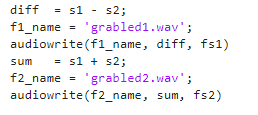 diff  = s1 - s2;
f1_name = 'grabled1.wav';
audiowrite(f1_name, diff, fs1)
sum   = s1 + s2;
f2_name = 'grabled2.wav';
audiowrite(f2_name, sum, fs2)